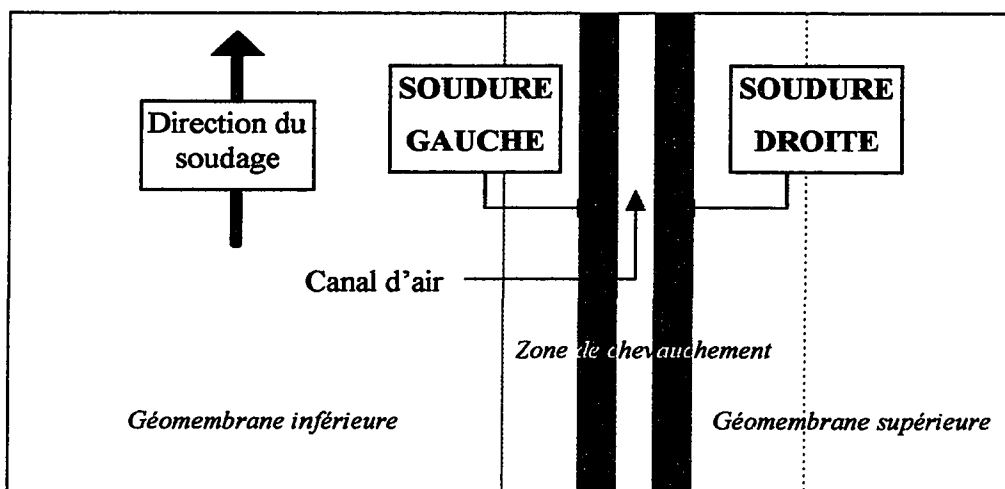 Direction du
soudage
SOUDURE
GAUCHE
SOUDURE
DROITE
Canal d'air
Zone de chevauchement
Géomembrane inférieure
Géomembrane supérieure